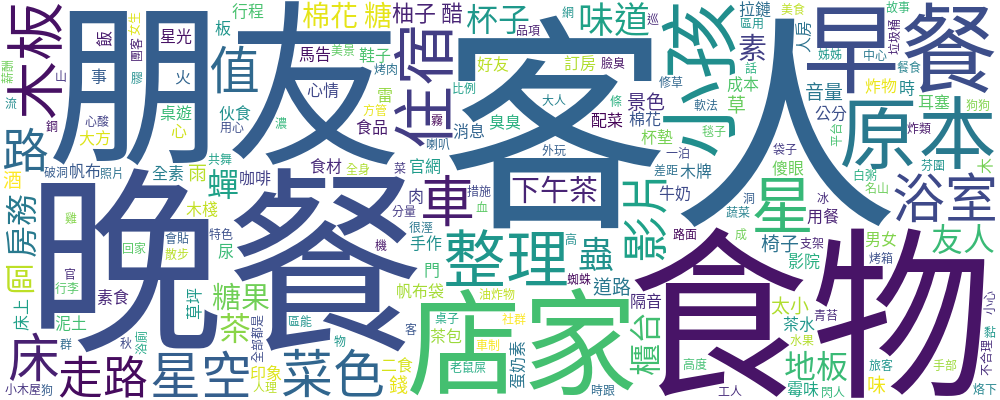 朋友
客人
早餐
晚餐
食物
店家
小孩
住宿
原本
木板
浴室
整理
影片
星空
菜色
走路
下午茶
房務
路
值
車
星
區
床
櫃台
地板
友人
糖果
茶
蟲
蟬
味道
杯子
棉花 糖
柚子 醋
素
拉鏈
區用
品項
網
巡
美食
人房
故事
垃圾桶
行程
板
星光
飯
團客
女生
馬告
美景
鞋子
烤肉
好友
訂房
臉臭
姊姊
中心
餐食
事
火
心情
方管
雷
比例
大人
條
修草
話
成本
草
炸物
時
音量
桌遊
心
伙食
用心
食品
霧
消息
臭臭
配菜
景色
棉花
軟法
公分
耳塞
狗狗
炸類
流
山
鋼
心酸
大方
酒
破洞
帆布
照片
全素
雨
共舞
濃
咖啡
食材
全身
菜
官網
喇叭
外玩
杯墊
毯子
一泊
差距
木牌
袋子
傻眼
平台
白粥
芬圍
名山
长
木棧
尿
肉
分量
措施
血
很溼
手作
牛奶
蔬菜
洞
冰
用餐
成
路面
椅子
支架
男女
烤箱
影院
雞
會貼
特色
回家
散步
機
門
高
蜘蛛
道路
隔音
官
行李
素食
草坪
帆布袋
油炸物
太小
青苔
小心
床上
泥土
群
秋
浴廁
全部都是
區能
物
客
桌子
社群
茶包
車制
茶水
水果
黏
不合理
小木屋
狗
印象
人理
二食
錢
老鼠屎
蛋奶素
時跟
工人
高度
霉味
味
旅客
閃人
手部
烙下